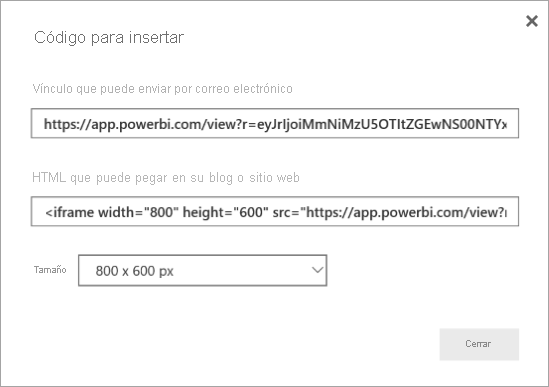 Código para insertar
Vínculo que puede enviar por correo electrónico
https://app.powerbi.com/view?r=eyJrIjoiMmNiMzU5OTItZGEwNS00NTYx
HTML que puede pegar en su blog o sitio web
<iframe width="800" height="600" src="https://app.powerbi.com/view?r
Tamaño
800 x 600 px
Cerrar